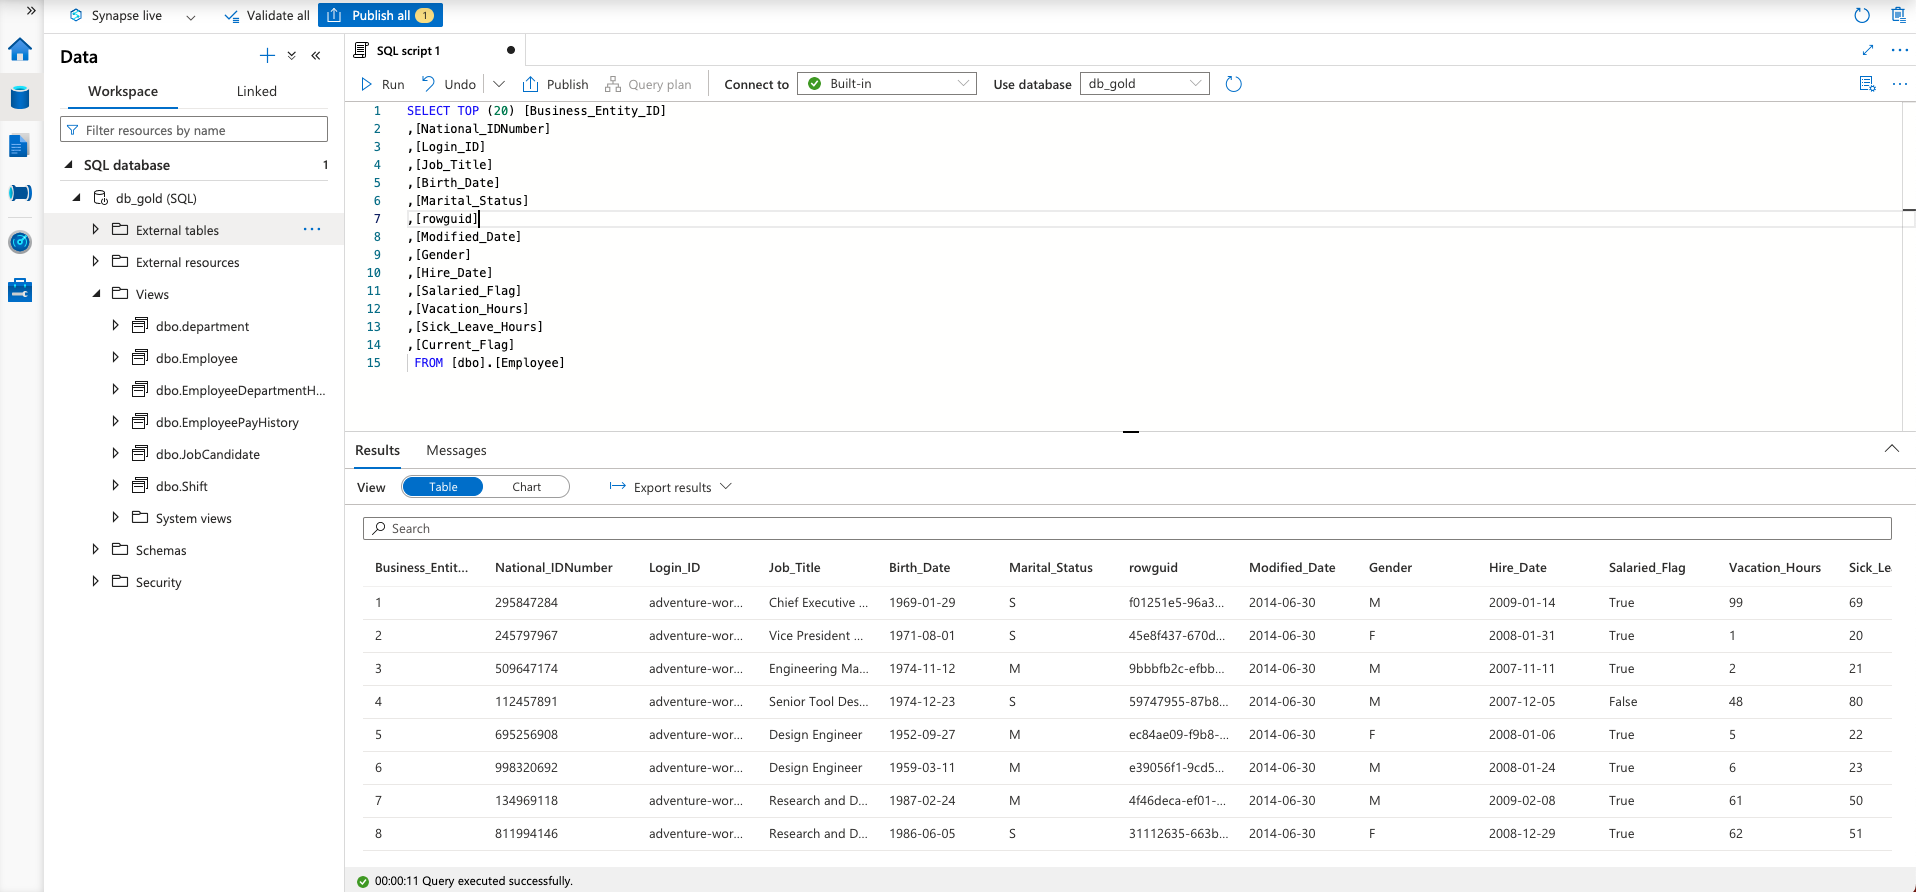 Synapse live
Validate all
Publish all 1
Data
Workspace
Linked
Filter resources by name
SQL database
1
db_gold (SQL)
External tables
External resources
Views
dbo.department
dbo.Employee
dbo.EmployeeDepartmentH...
dbo.EmployeePayHistory
dbo.JobCandidate
dbo.Shift
System views
Schemas
Security
SQL script 1
Run
Undo
Publish
Query plan
Connect to
Built-in
Use database
db_gold
1 SELECT TOP (20) [Business_Entity_ID]
2 ,[National_IDNumber]
3 ,[Login_ID]
4 ,[Job_Title]
5 ,[Birth_Date]
6 ,[Marital_Status]
7 ,[rowguid]
8 ,[Modified_Date]
9 ,[Gender]
10 ,[Hire_Date]
11 ,[Salaried_Flag]
12 ,[Vacation_Hours]
13 ,[Sick_Leave_Hours]
14 ,[Current_Flag]
15 FROM [dbo].[Employee]
Results
Messages
View
Table
Chart
Export results
Search
Business_Entit... National_IDNumber Login_ID Job_Title Birth_Date Marital_Status rowguid Modified_Date Gender Hire_Date Salaried_Flag Vacation_Hours Sick_Le
1 295847284 adventure-wor... Chief Executive ... 1969-01-29 S f01251e5-96a3... 2014-06-30 M 2009-01-14 True 99 69
2 245797967 adventure-wor... Vice President ... 1971-08-01 S 45e8f437-670d... 2014-06-30 F 2008-01-31 True 1 20
3 509647174 adventure-wor... Engineering Ma... 1974-11-12 M 9bbbfb2c-efbb... 2014-06-30 M 2007-11-11 True 2 21
4 112457891 adventure-wor... Senior Tool Des... 1974-12-23 S 59747955-87b8... 2014-06-30 M 2007-12-05 False 48 80
5 695256908 adventure-wor... Design Engineer 1952-09-27 M ec84ae09-f9b8-... 2014-06-30 F 2008-01-06 True 5 22
6 998320692 adventure-wor... Design Engineer 1959-03-11 M e39056f1-9cd5... 2014-06-30 M 2008-01-24 True 6 23
7 134969118 adventure-wor... Research and D... 1987-02-24 M 4f46deca-ef01-... 2014-06-30 M 2009-02-08 True 61 50
8 811994146 adventure-wor... Research and D... 1986-06-05 S 31112635-663b... 2014-06-30 F 2008-12-29 True 62 51
00:00:11 Query executed successfully.